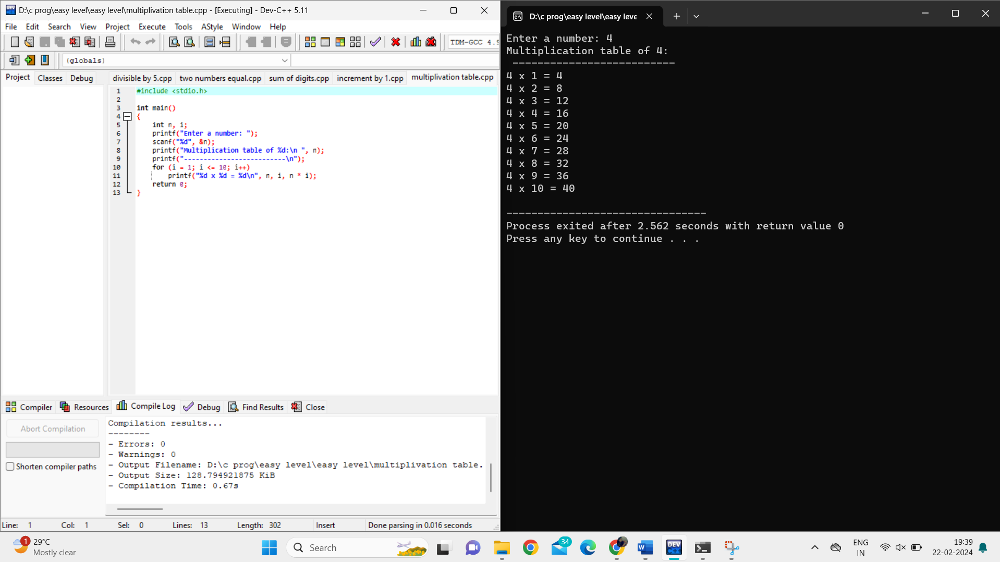 D:\c prog\easy level\easy level\multiplivation table.cpp - [Executing] - Dev-C++ 5.11
File Edit Search View Project Execute Tools AStyle Window Help
TDM-GCC 4.9
(globals)
Project Classes Debug
divisible by 5.cpp two numbers equal.cpp sum of digits.cpp increment by 1.cpp multiplivation table.cpp
1 #include <stdio.h>
2
3 int main()
4 {
5 int n, i;
6 printf("Enter a number: ");
7 scanf("%d", &n);
8 printf("Multiplication table of %d:\n ", n);
9 printf("--------------------------\n");
10 for (i = 1; i <= 10; i++)
11 printf("%d x %d = %d\n", n, i, n * i);
12 return 0;
13 }
Compiler Resources Compile Log Debug Find Results Close
Abort Compilation
Shorten compiler paths
Compilation results...
--------
- Errors: 0
- Warnings: 0
- Output Filename: D:\c prog\easy level\easy level\multiplivation table.
- Output Size: 128.794921875 KiB
- Compilation Time: 0.67s
Line: 1 Col: 1 Sel: 0 Lines: 13 Length: 302 Insert Done parsing in 0.016 seconds
D:\c prog\easy level\easy leve
Enter a number: 4
Multiplication table of 4:
 --------------------------
4 x 1 = 4
4 x 2 = 8
4 x 3 = 12
4 x 4 = 16
4 x 5 = 20
4 x 6 = 24
4 x 7 = 28
4 x 8 = 32
4 x 9 = 36
4 x 10 = 40
--------------------------------
Process exited after 2.562 seconds with return value 0
Press any key to continue . . .
1
29°C
Mostly clear
Search
34
W
DEV
C++
ENG
IN
19:39
22-02-2024